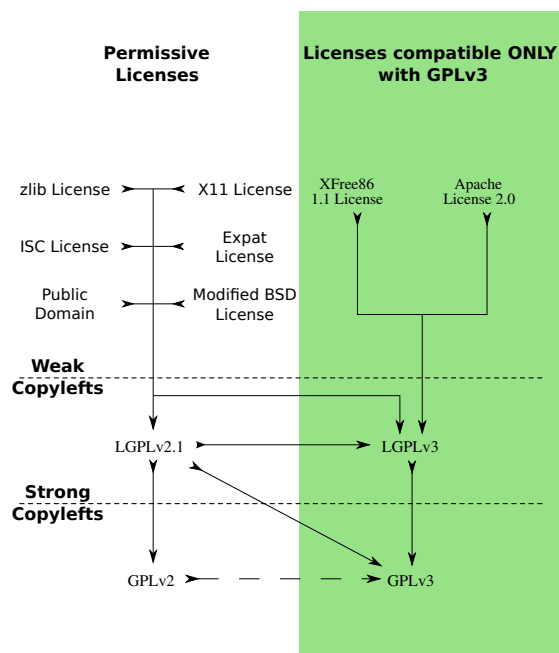 Permissive
Licenses
Licenses compatible ONLY
with GPLv3
zlib License
X11 License
XFree86
1.1 License
Apache
License 2.0
ISC License
Expat
License
Public
Domain
Modified BSD
License
Weak
Copylefts
LGPLv2.1
LGPLv3
Strong
Copylefts
GPLv2
GPLv3